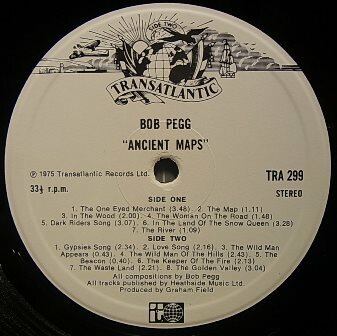 SIDE TWO
TRANSATLANTIC
BOB PEGG
"ANCIENT MAPS"
℗ 1975 Transatlantic Records Ltd.
TRA 299
33⅓ r.p.m.
STEREO
SIDE ONE
1. The One Eyed Merchant (3.48). 2. The Map (1.11).
3. In The Wood (2.00). 4. The Woman On The Road (1.48)
5. Dark Riders Song (3.07). 6. In The Land Of The Snow Queen (3.28)
7. The River (1.09)
SIDE TWO
1. Gypsies Song (2.34). 2. Love Song (2.16). 3. The Wild Man
Appears (0.43). 4. The Wild Man Of The Hills (2.43). 5. The
Beacon (0.40). 6. The Keeper Of The Fire (2.13)
7. The Waste Land (2.21). 8. The Golden Valley (3.04)
All compositions by Bob Pegg
All tracks published by Heathside Music Ltd.
Produced by Graham Field